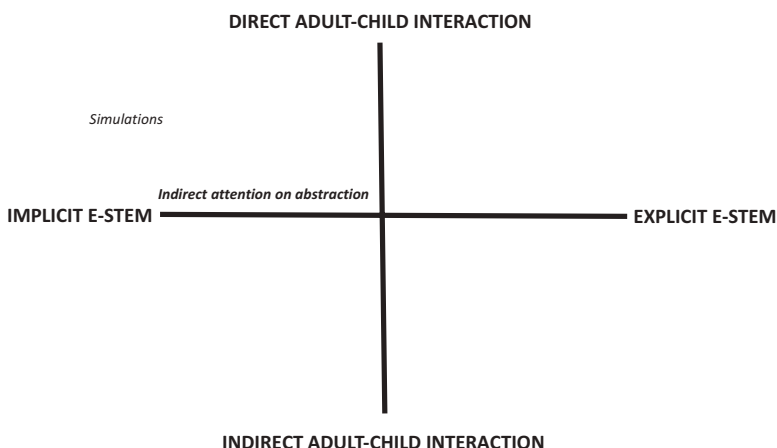 DIRECT ADULT-CHILD INTERACTION
Simulations
Indirect attention on abstraction
IMPLICIT E-STEM
EXPLICIT E-STEM
INDIRECT ADULT-CHILD INTERACTION